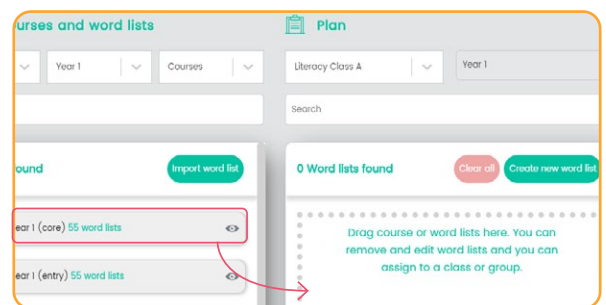 urses and word lists
Year 1
Courses
ound
Import word list
ear 1 (core) 55 word lists
ear 1 (entry) 55 word lists
Plan
Literacy Class A
Year 1
Search
0 Word lists found
Clear all
Create new word list
Drag course or word lists here. You can
remove and edit word lists and you can
assign to a class or group.